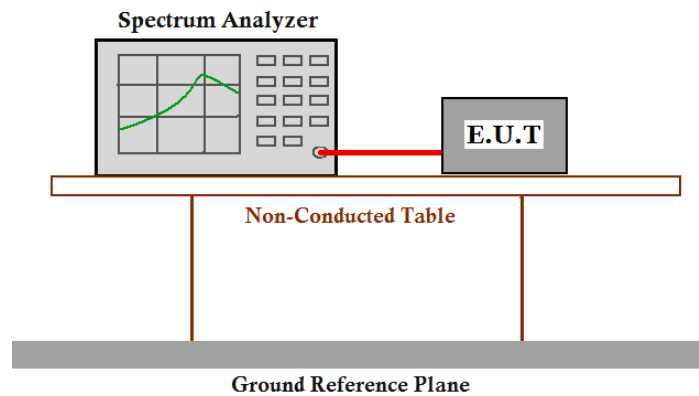 Spectrum Analyzer
E.U.T
Non-Conducted Table
Ground Reference Plane